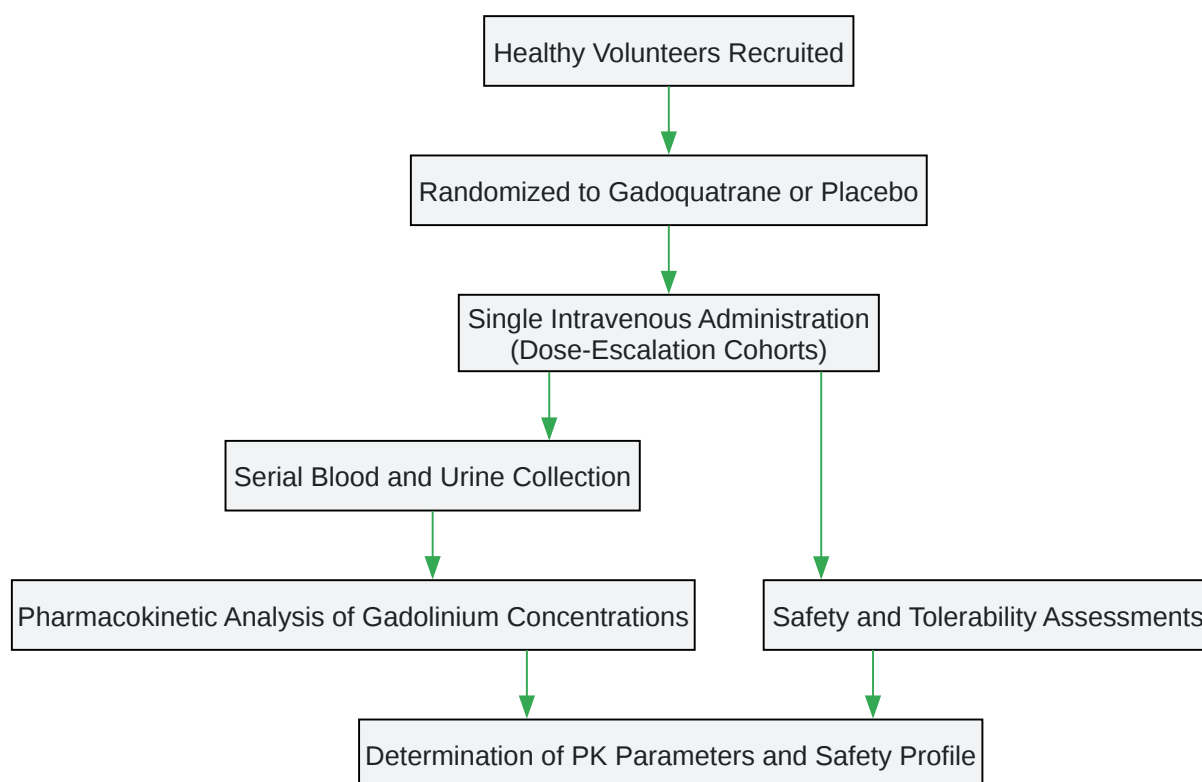 Healthy Volunteers Recruited
Randomized to Gadoquatrane or Placebo
Single Intravenous Administration
(Dose-Escalation Cohorts)
Serial Blood and Urine Collection
Pharmacokinetic Analysis of Gadolinium Concentrations
Safety and Tolerability Assessments
Determination of PK Parameters and Safety Profile